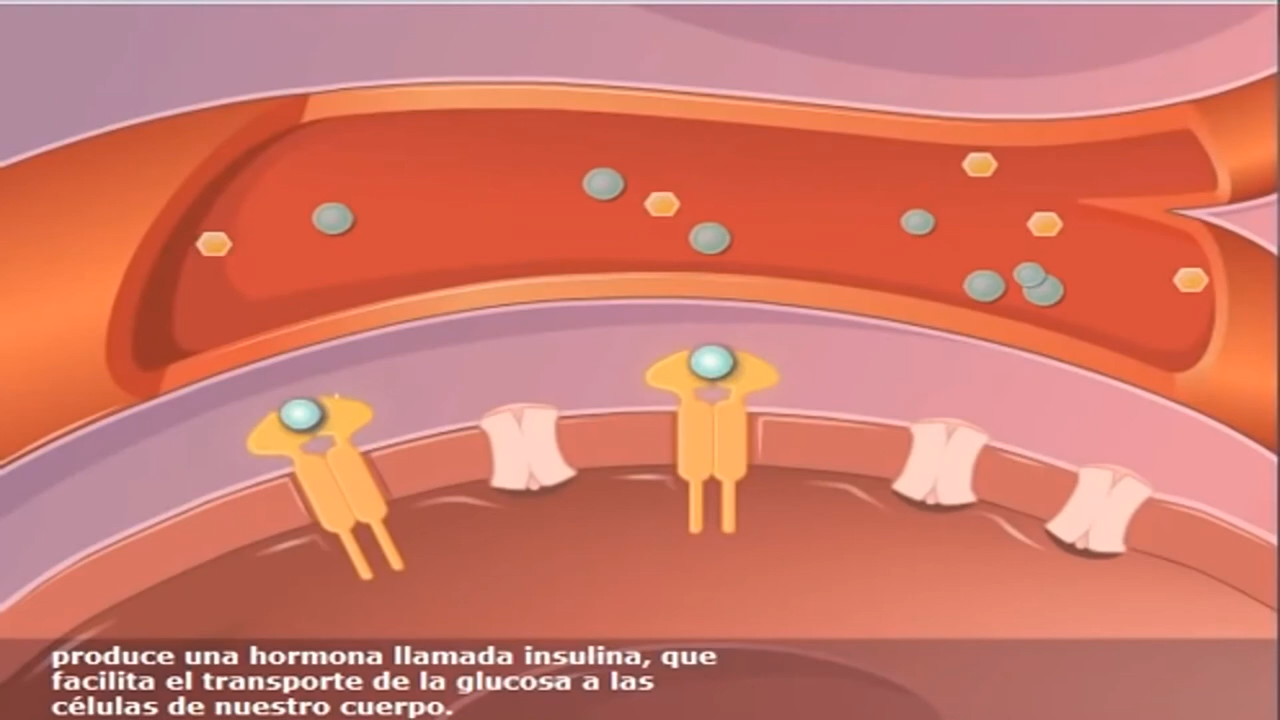 produce una hormona llamada insulina, que
facilita el transporte de la glucosa a las
células de nuestro cuerpo.